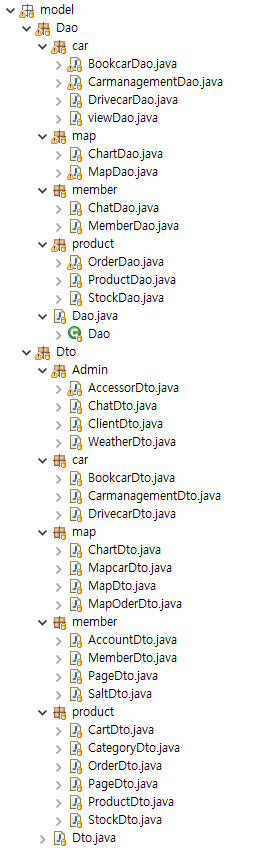 model
Dao
car
BookcarDao.java
CarmanagementDao.java
DrivecarDao.java
viewDao.java
map
ChartDao.java
MapDao.java
member
ChatDao.java
MemberDao.java
product
OrderDao.java
ProductDao.java
StockDao.java
Dao.java
Dao
Dto
Admin
AccessorDto.java
ChatDto.java
ClientDto.java
WeatherDto.java
car
BookcarDto.java
CarmanagementDto.java
DrivecarDto.java
map
ChartDto.java
MapcarDto.java
MapDto.java
MapOderDto.java
member
AccountDto.java
MemberDto.java
PageDto.java
SaltDto.java
product
CartDto.java
CategoryDto.java
OrderDto.java
PageDto.java
ProductDto.java
StockDto.java
Dto.java